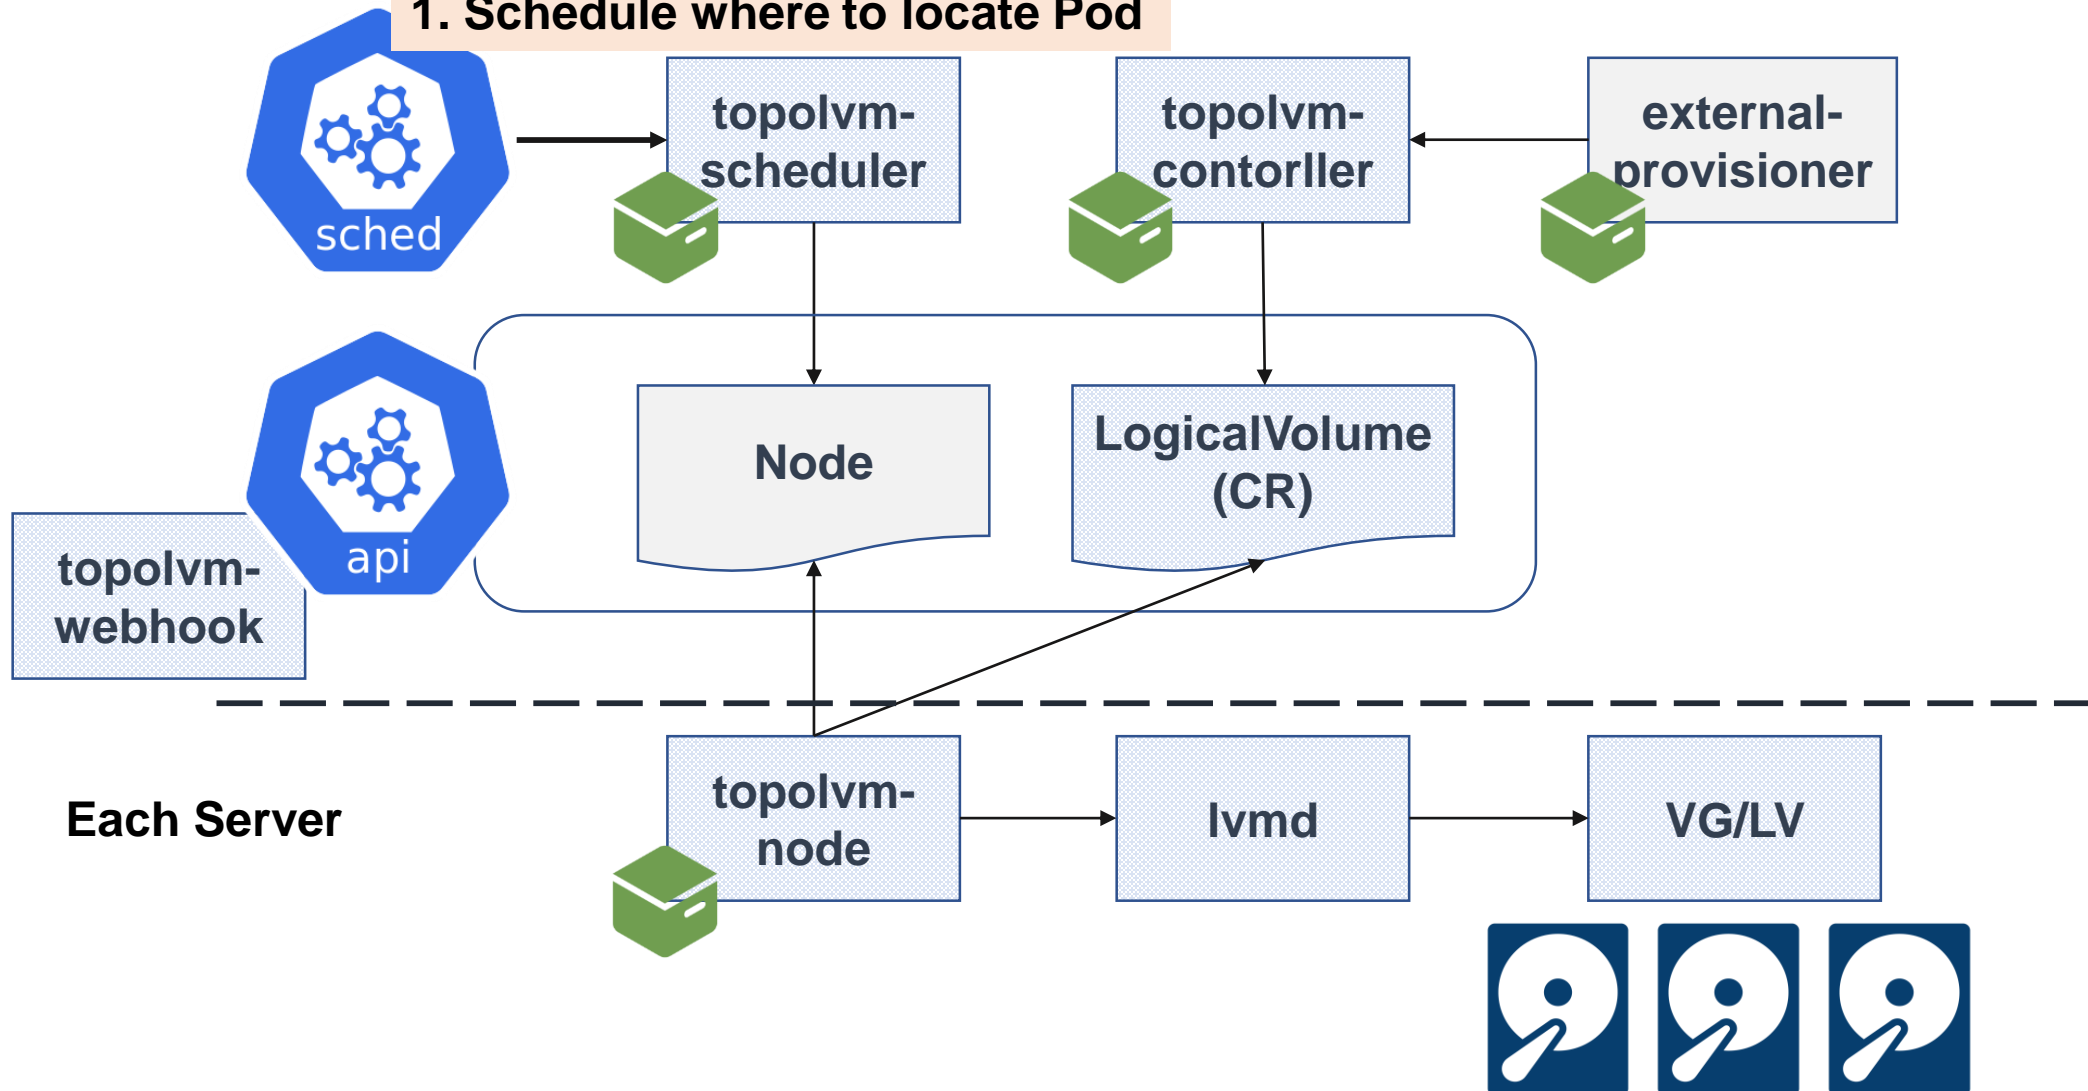 1. Schedule where to locate Pod
topolvm-
scheduler
topolvm-
contorller
external-
provisioner
sched
Node
LogicalVolume
(CR)
api
topolvm-
webhook
Each Server
topolvm-
node
lvmd
VG/LV